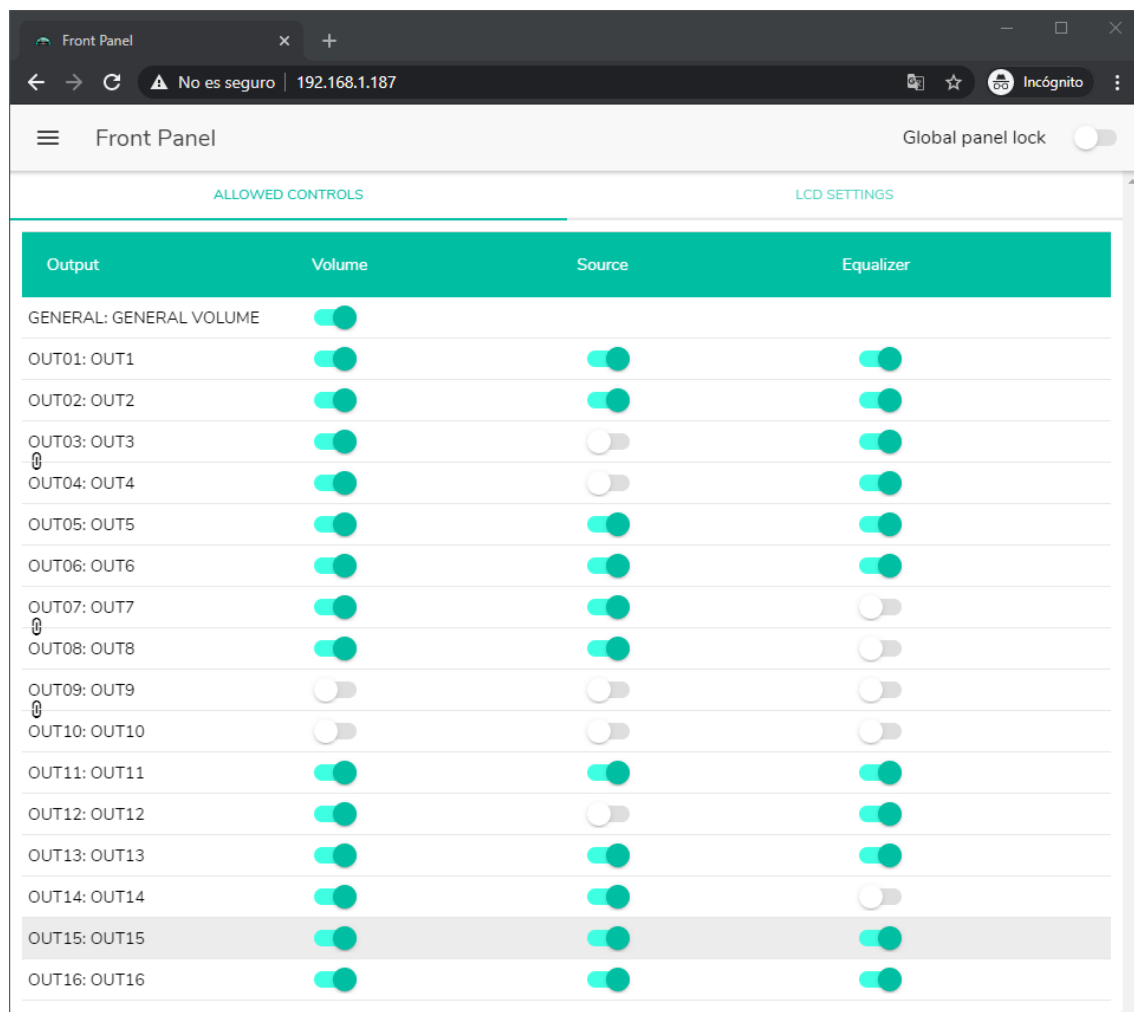 Front Panel
No es seguro 192.168.1.187 Incógnito
Front Panel Global panel lock
ALLOWED CONTROLS LCD SETTINGS
Output Volume Source Equalizer
GENERAL: GENERAL VOLUME
OUT01: OUT1
OUT02: OUT2
OUT03: OUT3
OUT04: OUT4
OUT05: OUT5
OUT06: OUT6
OUT07: OUT7
OUT08: OUT8
OUT09: OUT9
OUT10: OUT10
OUT11: OUT11
OUT12: OUT12
OUT13: OUT13
OUT14: OUT14
OUT15: OUT15
OUT16: OUT16